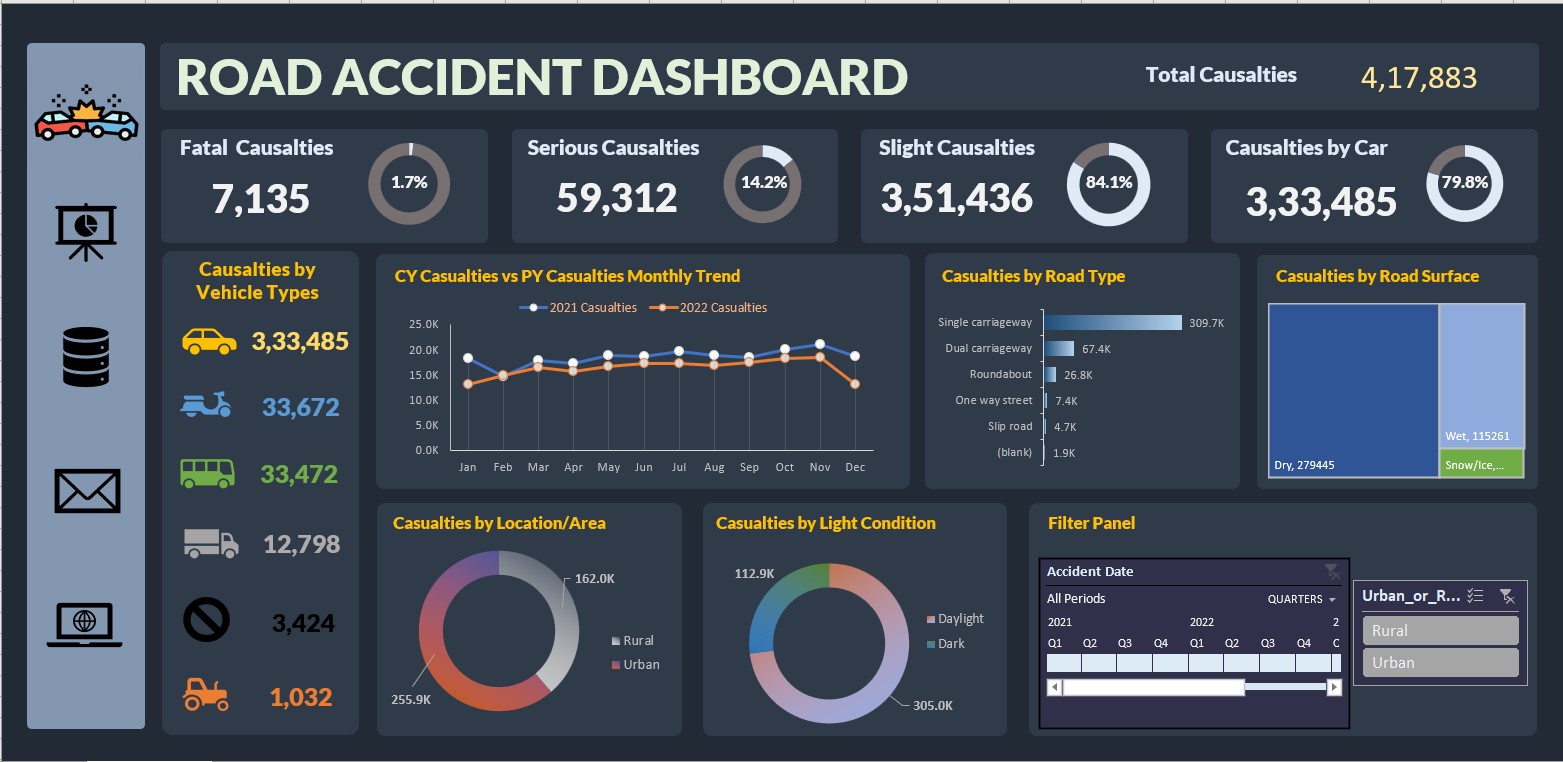 ROAD ACCIDENT DASHBOARD
Total Causalties
4,17,883
Fatal Causalties
7,135
1.7%
Serious Causalties
59,312
14.2%
Slight Causalties
3,51,436
84.1%
Causalties by Car
3,33,485
79.8%
Causalties by
Vehicle Types
3,33,485
33,672
33,472
12,798
3,424
1,032
CY Casualties vs PY Casualties Monthly Trend
2021 Casualties
2022 Casualties
25.0K
20.0K
15.0K
10.0K
5.0K
0.0K
Jan Feb Mar Apr May Jun Jul Aug Sep Oct Nov Dec
Casualties by Road Type
Single carriageway 309.7K
Dual carriageway 67.4K
Roundabout 26.8K
One way street 7.4K
Slip road 4.7K
(blank) 1.9K
Casualties by Road Surface
Dry, 279445
Wet, 115261
Snow/Ice,...
Casualties by Location/Area
162.0K
Rural
Urban
255.9K
Casualties by Light Condition
112.9K
Daylight
Dark
305.0K
Filter Panel
Accident Date
All Periods
QUARTERS
2021 2022 2
Q1 Q2 Q3 Q4 Q1 Q2 Q3 Q4 Q
Urban_or_R...
Rural
Urban